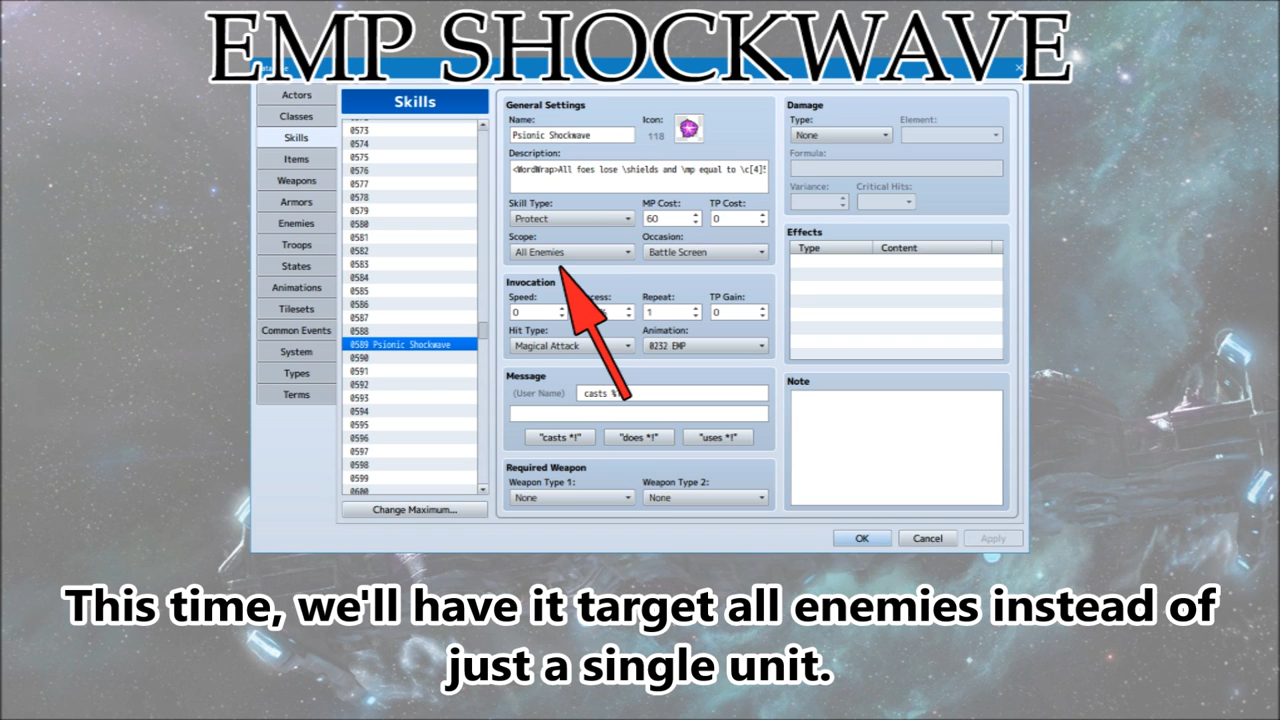 EMP SHOCKWAVE
Actors
Classes
Skills
Items
Weapons
Armors
Enemies
Troops
States
Animations
Tilesets
Common Events
System
Types
Terms
Skills
0573
0574
0575
0576
0577
0578
0579
0580
0581
0582
0583
0584
0585
0586
0587
0588
0589 Psionic Shockwave
0590
0591
0592
0593
0594
0595
0596
0597
0598
0599
0600
Change Maximum...
General Settings
Name: Icon:
Psionic Shockwave 118
Description:
<WordWrap>All foes lose \shields and \mp equal to \c[4]
Skill Type: MP Cost: TP Cost:
Protect 60 0
Scope: Occasion:
All Enemies Battle Screen
Invocation
Speed: Repeat: TP Gain:
0 1 0
Hit Type: Animation:
Magical Attack 0232 EMP
Message
(User Name) casts
"casts *!" "does *!" "uses *!"
Required Weapon
Weapon Type 1: Weapon Type 2:
None None
Damage
Type: Element:
None
Formula:
Variance: Critical Hits:
Effects
Type Content
Note
OK Cancel Apply
This time, we'll have it target all enemies instead of
just a single unit.